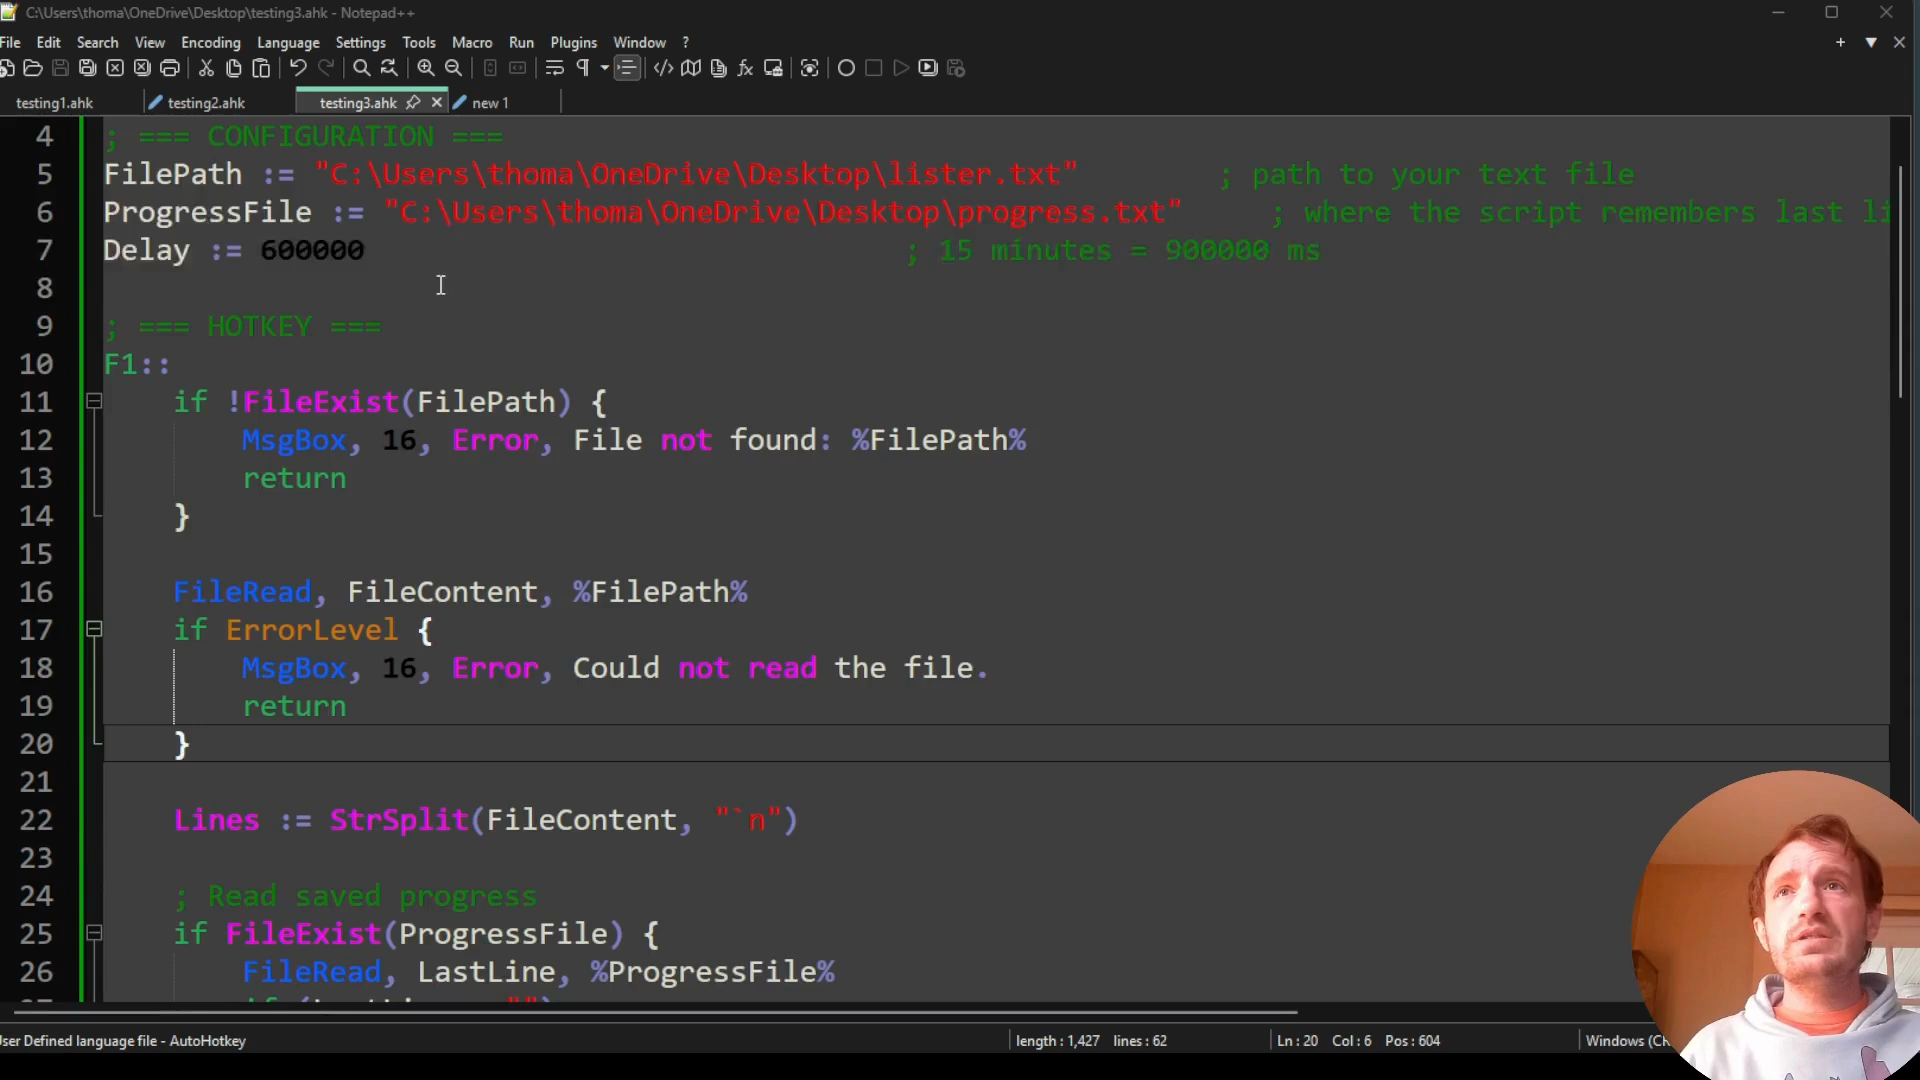 C:\Users\thoma\OneDrive\Desktop\testing3.ahk - Notepad++
File Edit Search View Encoding Language Settings Tools Macro Run Plugins Window ?
testing1.ahk testing2.ahk testing3.ahk new 1
4 ; === CONFIGURATION ===
5 FilePath := "C:\Users\thoma\OneDrive\Desktop\lister.txt" ; path to your text file
6 ProgressFile := "C:\Users\thoma\OneDrive\Desktop\progress.txt" ; where the script remembers last li
7 Delay := 600000 ; 15 minutes = 900000 ms
8
9 ; === HOTKEY ===
10 F1::
11 if !FileExist(FilePath) {
12 MsgBox, 16, Error, File not found: %FilePath%
13 return
14 }
15
16 FileRead, FileContent, %FilePath%
17 if ErrorLevel {
18 MsgBox, 16, Error, Could not read the file.
19 return
20 }
21
22 Lines := StrSplit(FileContent, "`n")
23
24 ; Read saved progress
25 if FileExist(ProgressFile) {
26 FileRead, LastLine, %ProgressFile%
User Defined language file - AutoHotkey length : 1,427 lines : 62 Ln : 20 Col : 6 Pos : 604 Windows (CR